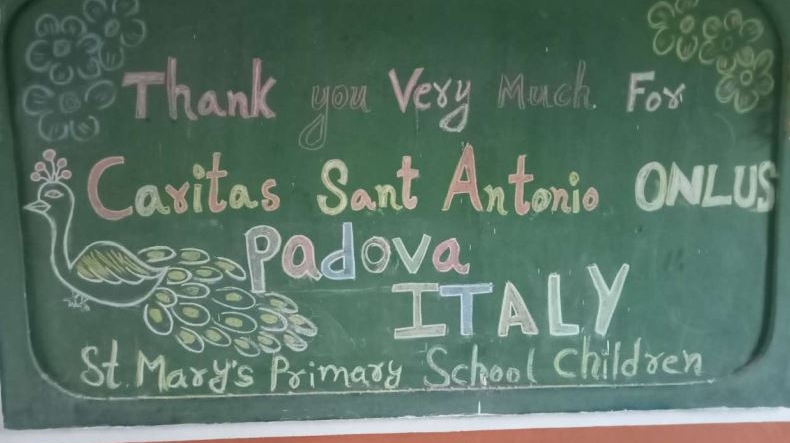 Thank you Very Much For
Caritas Sant Antonio ONLUS
Padova
ITALY
St. Mary's Primary School Children